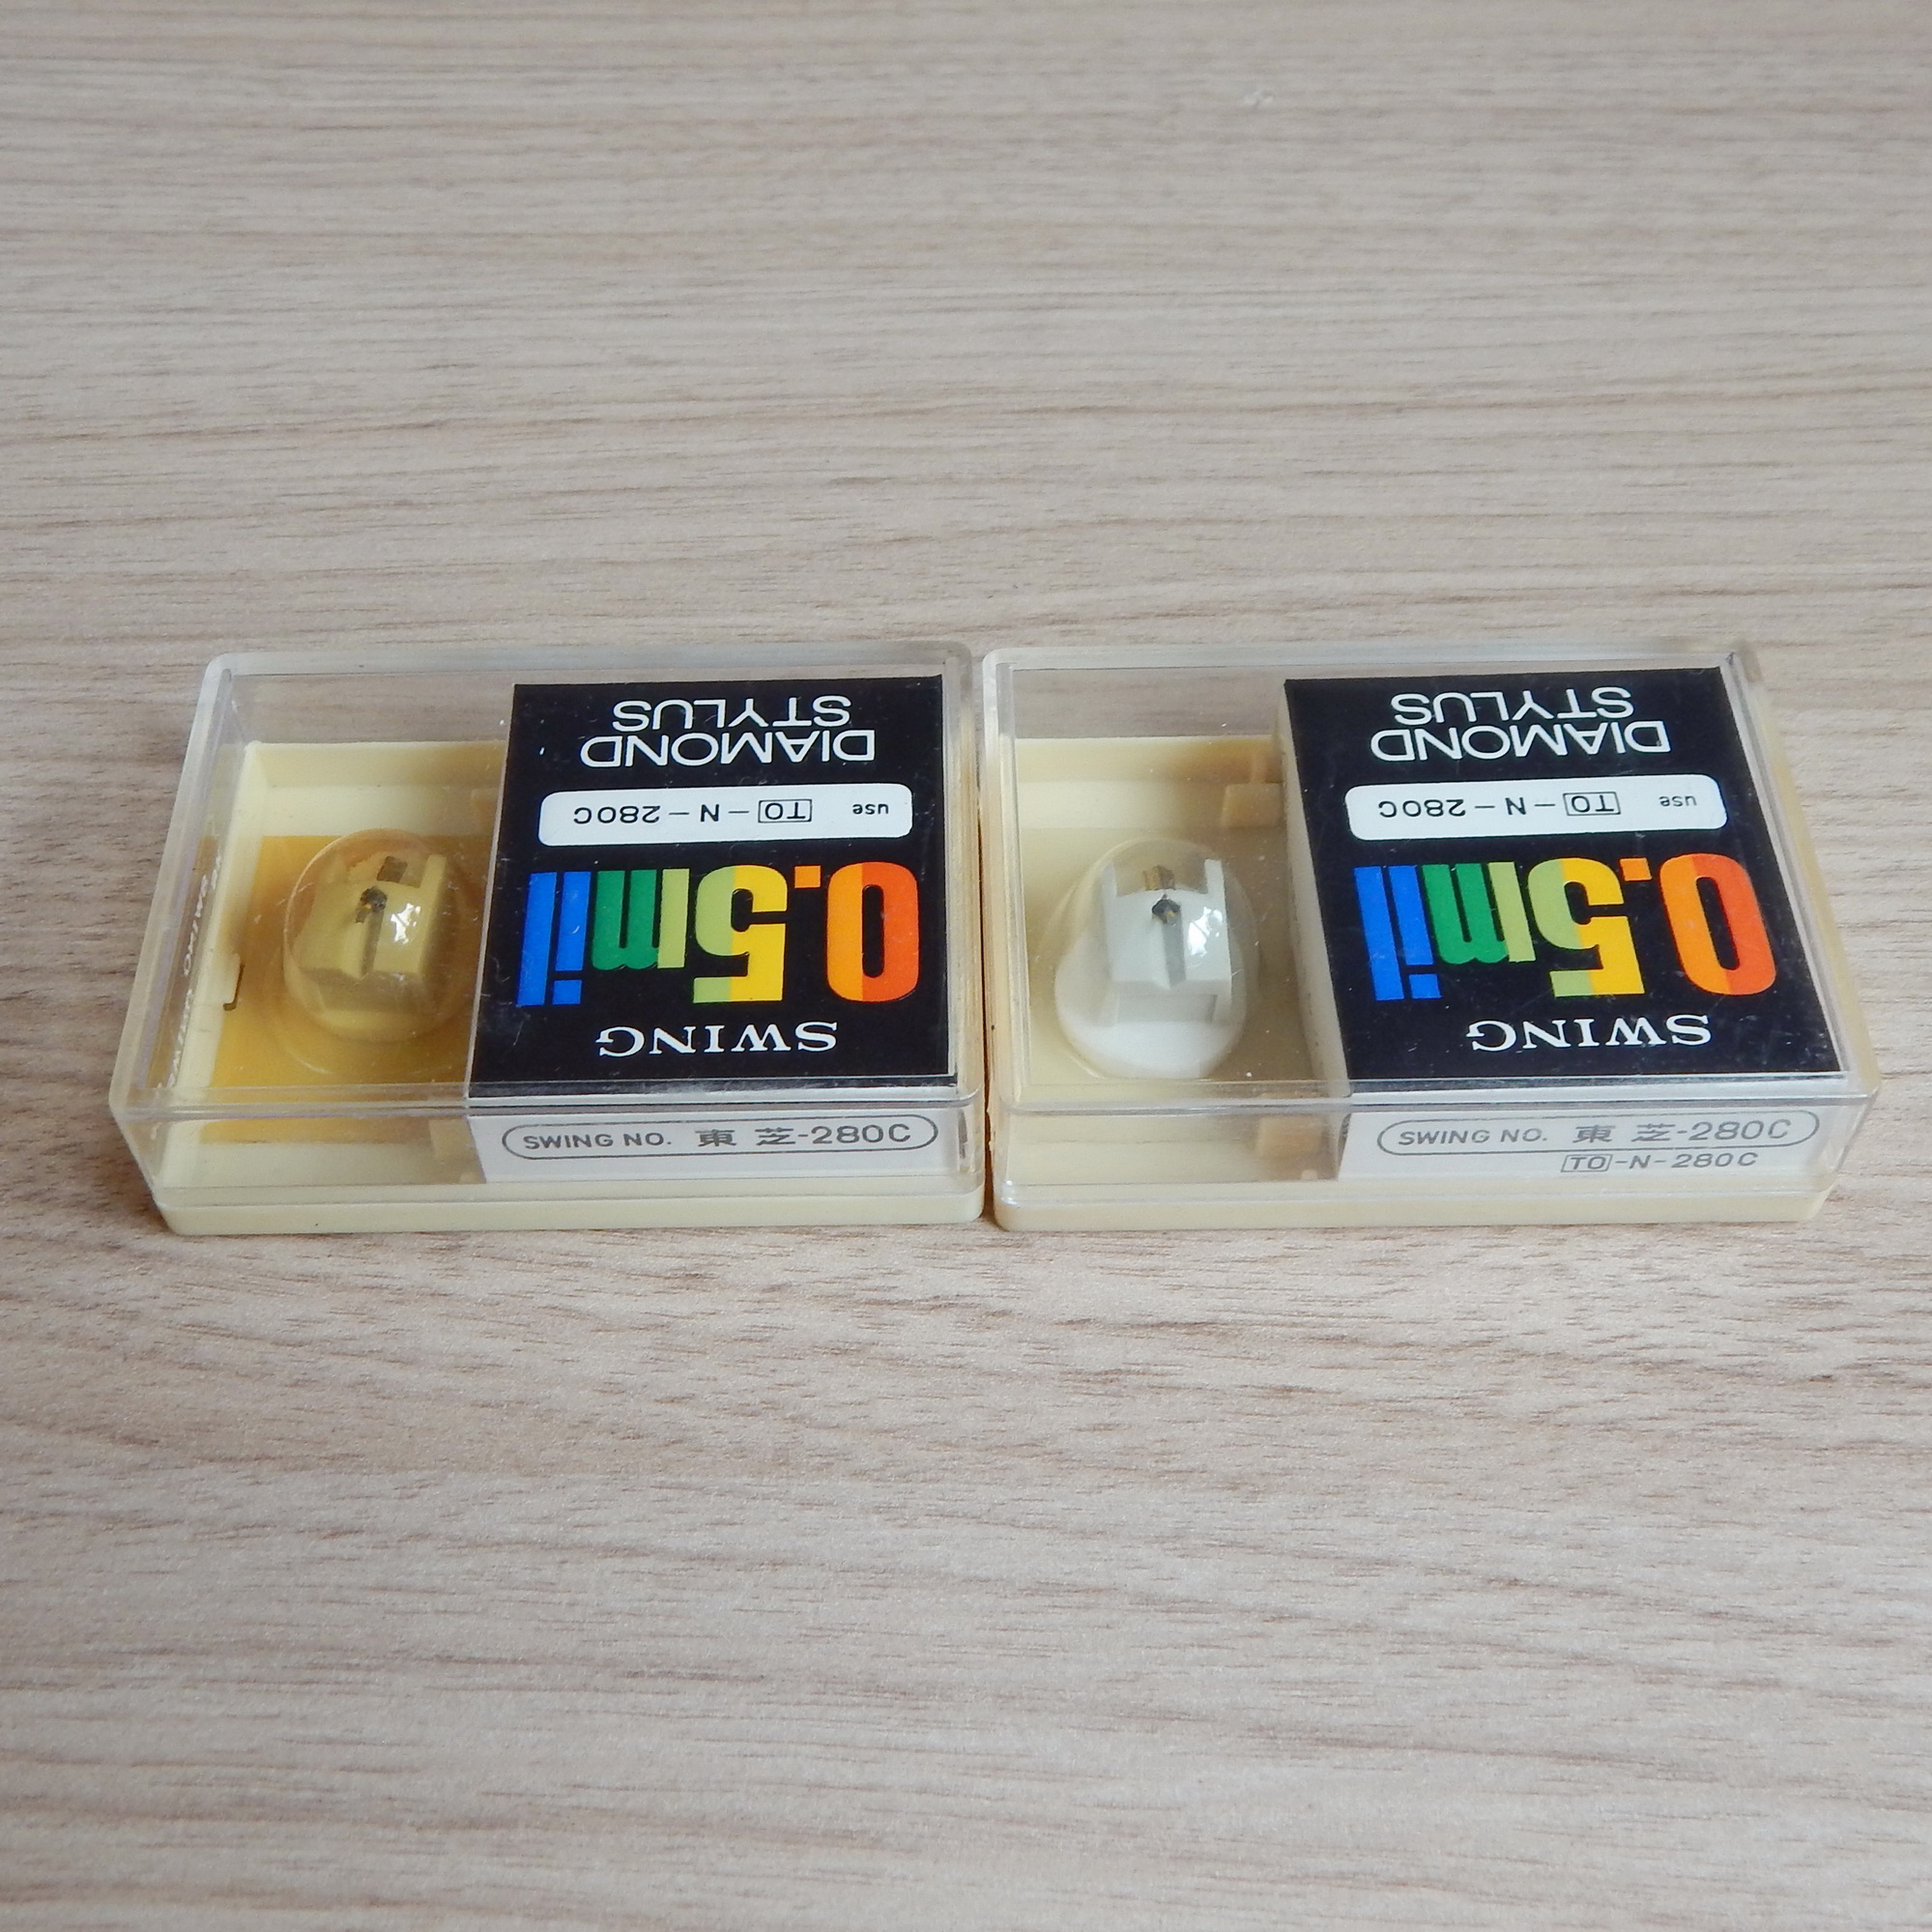 SWING
0.5mil
use TO-N-280C
DIAMOND
STYLUS
SWING NO. 東芝-280C
SWING
0.5mil
use TO-N-280C
DIAMOND
STYLUS
SWING NO. 東芝-280C
TO-N-280C